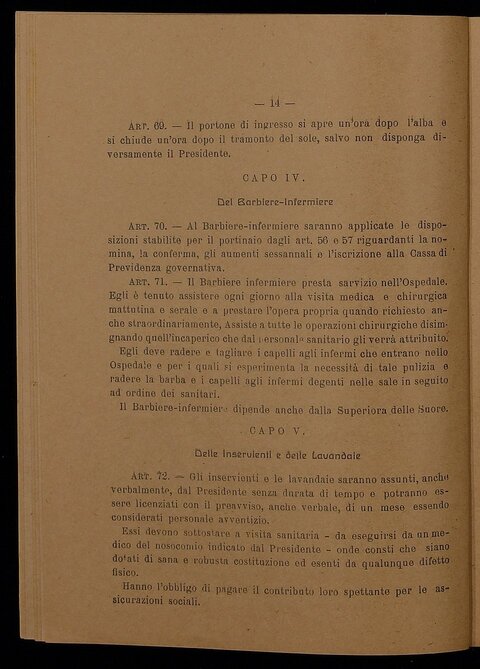 — 14 —
ART. 69. — Il portone di ingresso si apre un'ora dopo l'alba e
si chiude un'ora dopo il tramonto del sole, salvo non disponga di-
versamente il Presidente.
CAPO IV.
Del Barbiere-Infermiere
ART. 70. — Al Barbiere-infermiere saranno applicate le dispo-
sizioni stabilite per il portinaio dagli art. 56 e 57 riguardanti la no-
mina, la conferma, gli aumenti sessannali e l'iscrizione alla Cassa di
Previdenza governativa.
ART. 71. — Il Barbiere infermiere presta sarvizio nell'Ospedale.
Egli è tenuto assistere ogni giorno alla visita medica e chirurgica
mattutina e serale e a prestare l'opera propria quando richiesto an-
che straordinariamente, Assiste a tutte le operazioni chirurgiche disim-
gnando quell'incaperico che dal personale sanitario gli verrà attribuito.
Egli deve radere e tagliare i capelli agli infermi che entrano nello
Ospedale e per i quali si esperimenta la necessità di tale pulizia e
radere la barba e i capelli agli infermi degenti nelle sale in seguito
ad ordine dei sanitari.
Il Barbiere-infermiere dipende anche dalla Superiora delle Suore.
CAPO V.
Delle Inservienti e delle Lavandaie
ART. 72. — Gli inservienti e le lavandaie saranno assunti, anche
verbalmente, dal Presidente senza durata di tempo e potranno es-
sere licenziati con il preavviso, anche verbale, di un mese essendo
considerati personale avventizio.
Essi devono sottostare a visita sanitaria - da eseguirsi da un me-
dico del nosocomio indicato dal Presidente - onde consti che siano
dotati di sana e robusta costituzione ed esenti da qualunque difetto
fisico.
Hanno l'obbligo di pagare il contributo loro spettante per le as-
sicurazioni sociali.